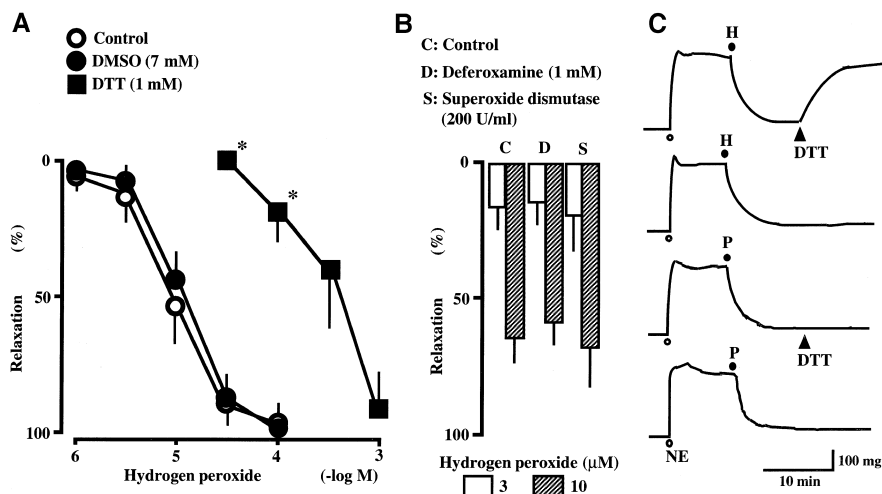 A
Control
DMSO (7 mM)
DTT (1 mM)
0
50
100
Relaxation (%)
*
*
6 5 4 3
Hydrogen peroxide (-log M)
B
C: Control
D: Deferoxamine (1 mM)
S: Superoxide dismutase
(200 U/ml)
C D S
0
50
100
Relaxation (%)
Hydrogen peroxide (μM)
3 10
C
H
DTT
H
P
DTT
P
NE
100 mg
10 min